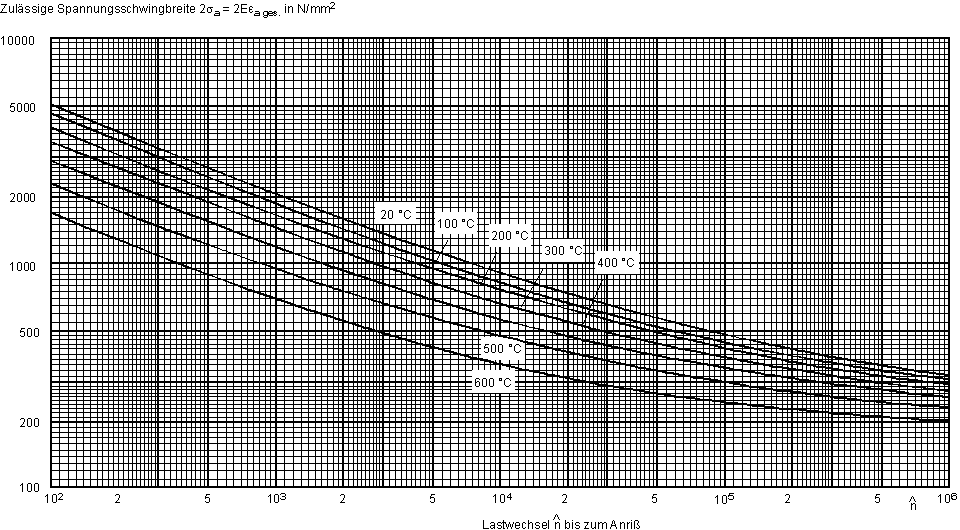 Zulässige Spannungsschwingbreite 2σa = 2Eεa ges. in N/mm²
10000
5000
2000
1000
500
200
100
20 °C
100 °C
200 °C
300 °C
400 °C
500 °C
600 °C
10² 2 5 10³ 2 5 10⁴ 2 5 10⁵ 2 5 n̂ 10⁶
Lastwechsel n̂ bis zum Anriß